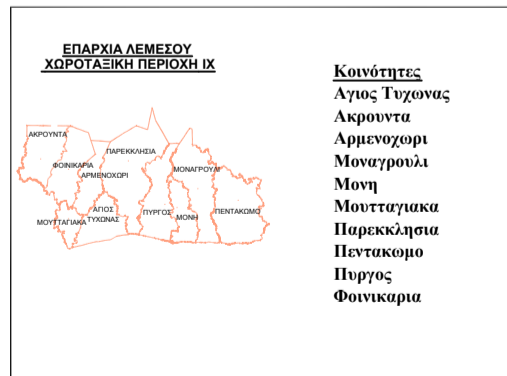 ΕΠΑΡΧΙΑ ΛΕΜΕΣΟΥ
ΧΩΡΟΤΑΞΙΚΗ ΠΕΡΙΟΧΗ ΙΧ
Κοινότητες
Αγιος Τυχωνας
Ακρουντα
Αρμενοχωρι
Μοναγρουλι
Μονη
Μουτταγιακα
Παρεκκλησια
Πεντακωμο
Πυργος
Φοινικαρια
ΑΚΡΟΥΝΤΑ
ΦΟΙΝΙΚΑΡΙΑ
ΠΑΡΕΚΚΛΗΣΙΑ
ΑΡΜΕΝΟΧΩΡΙ
ΜΟΝΑΓΡΟΥΛΙ
ΜΟΥΤΤΑΓΙΑΚΑ
ΑΓΙΟΣ
ΤΥΧΩΝΑΣ
ΠΥΡΓΟΣ
ΜΟΝΗ
ΠΕΝΤΑΚΩΜΟ